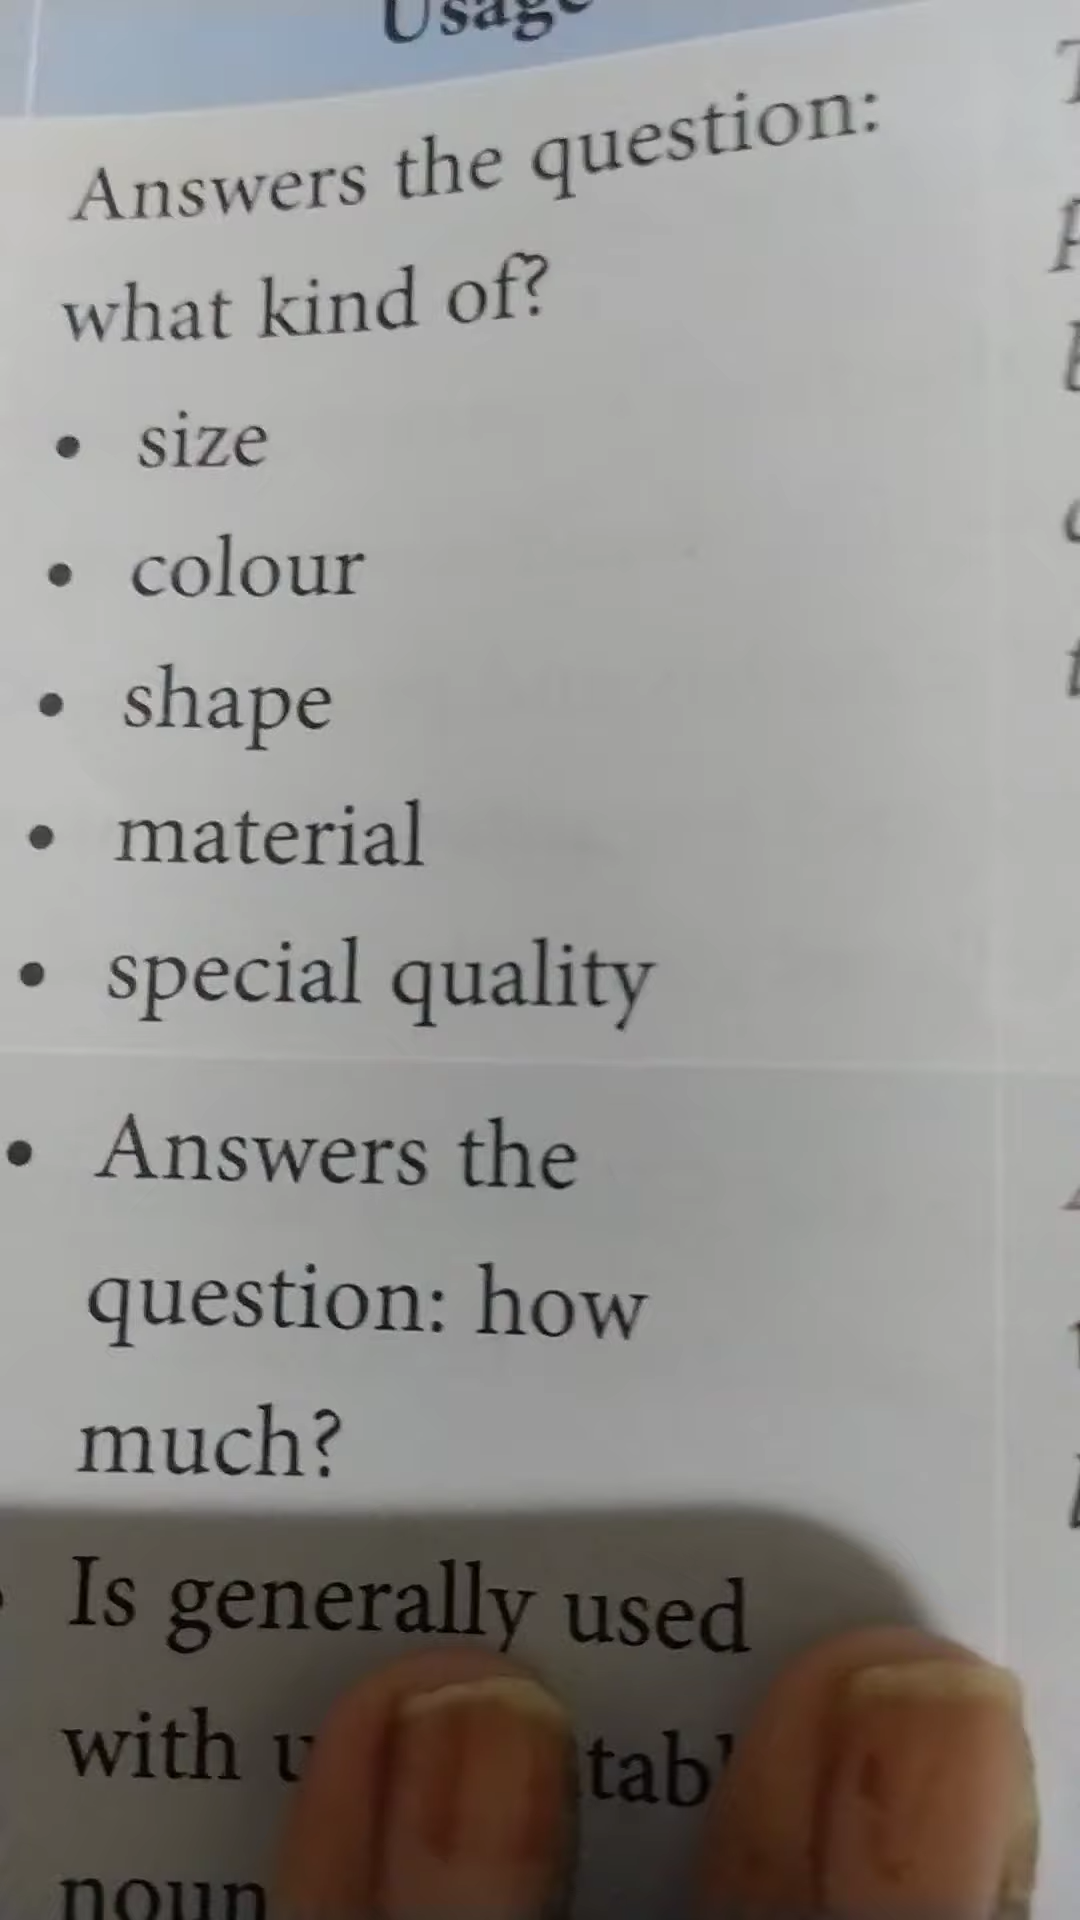 Usage
Answers the question:
what kind of?
• size
• colour
• shape
• material
• special quality
• Answers the
question: how
much?
Is generally used
with
noun